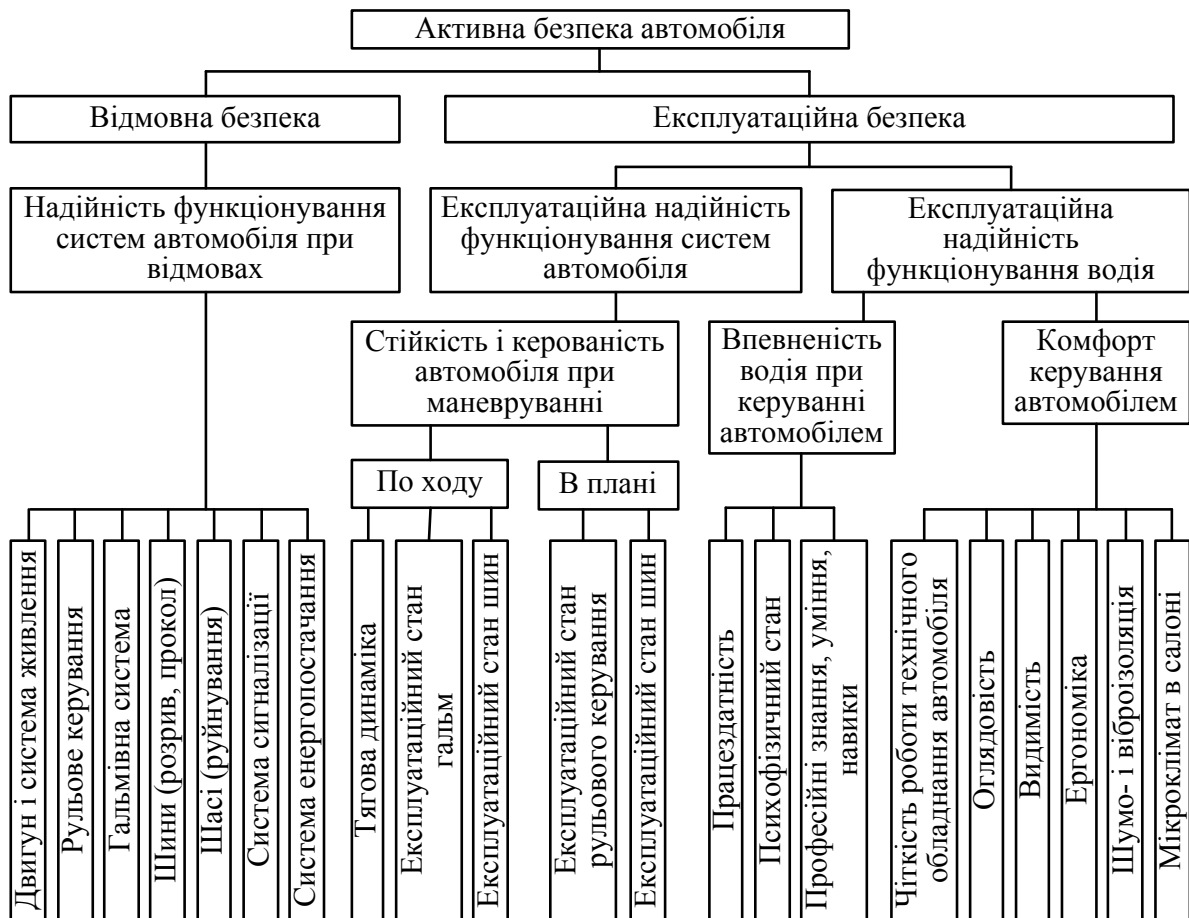 Активна безпека автомобіля
Відмовна безпека
Експлуатаційна безпека
Надійність функціонування
систем автомобіля при
відмовах
Експлуатаційна надійність
функціонування систем
автомобіля
Експлуатаційна
надійність
функціонування водія
Стійкість і керованість
автомобіля при
маневруванні
Впевненість
водія при
керуванні
автомобілем
Комфорт
керування
автомобілем
По ходу
В плані
Двигун і система живлення
Рульове керування
Гальмівна система
Шини (розрив, прокол)
Шасі (руйнування)
Система сигналізації
Система енергопостачання
Тягова динаміка
Експлуатаційний стан
гальм
Експлуатаційний стан шин
Експлуатаційний стан
рульового керування
Експлуатаційний стан шин
Працездатність
Психофізичний стан
Професійні знання, уміння,
навики
Чіткість роботи технічного
обладнання автомобіля
Оглядовість
Видимість
Ергономіка
Шумо- і віброізоляція
Мікроклімат в салоні